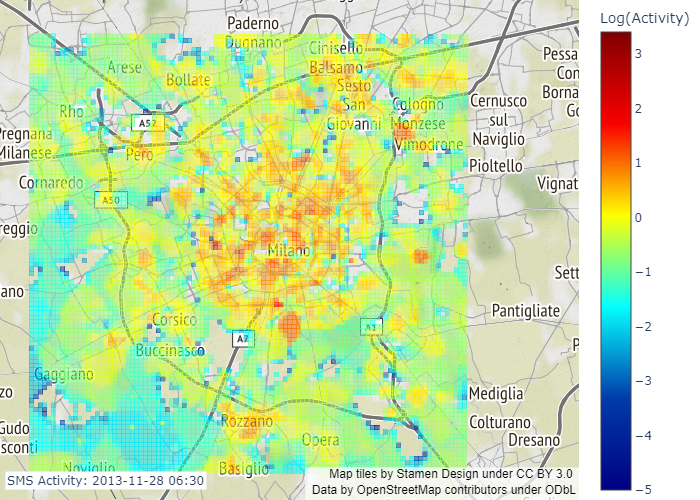 Log(Activity)
3
2
1
0
−1
−2
−3
−4
−5
Paderno
Dugnano
Cinisello
Balsamo
Arese
Bollate
Sesto
San
Giovanni
Cologno
Monzese
Vimodrone
Cernusco
sul
Naviglio
Pioltello
Pessa
Con
Borna
Go
Vignat
Rho
A52
Pero
Pregnana
Milanese
Cornaredo
A50
reggio
Milano
ano
Sett
Pantigliate
P
Corsico
A7
A1
Buccinasco
Gaggiano
zo
Gudo
sconti
Rozzano
Opera
Mediglia
Colturano
Dresano
Noviglio
Basiglio
SMS Activity: 2013-11-28 06:30
Map tiles by Stamen Design under CC BY 3.0
Data by OpenStreetMap contributors under ODbL